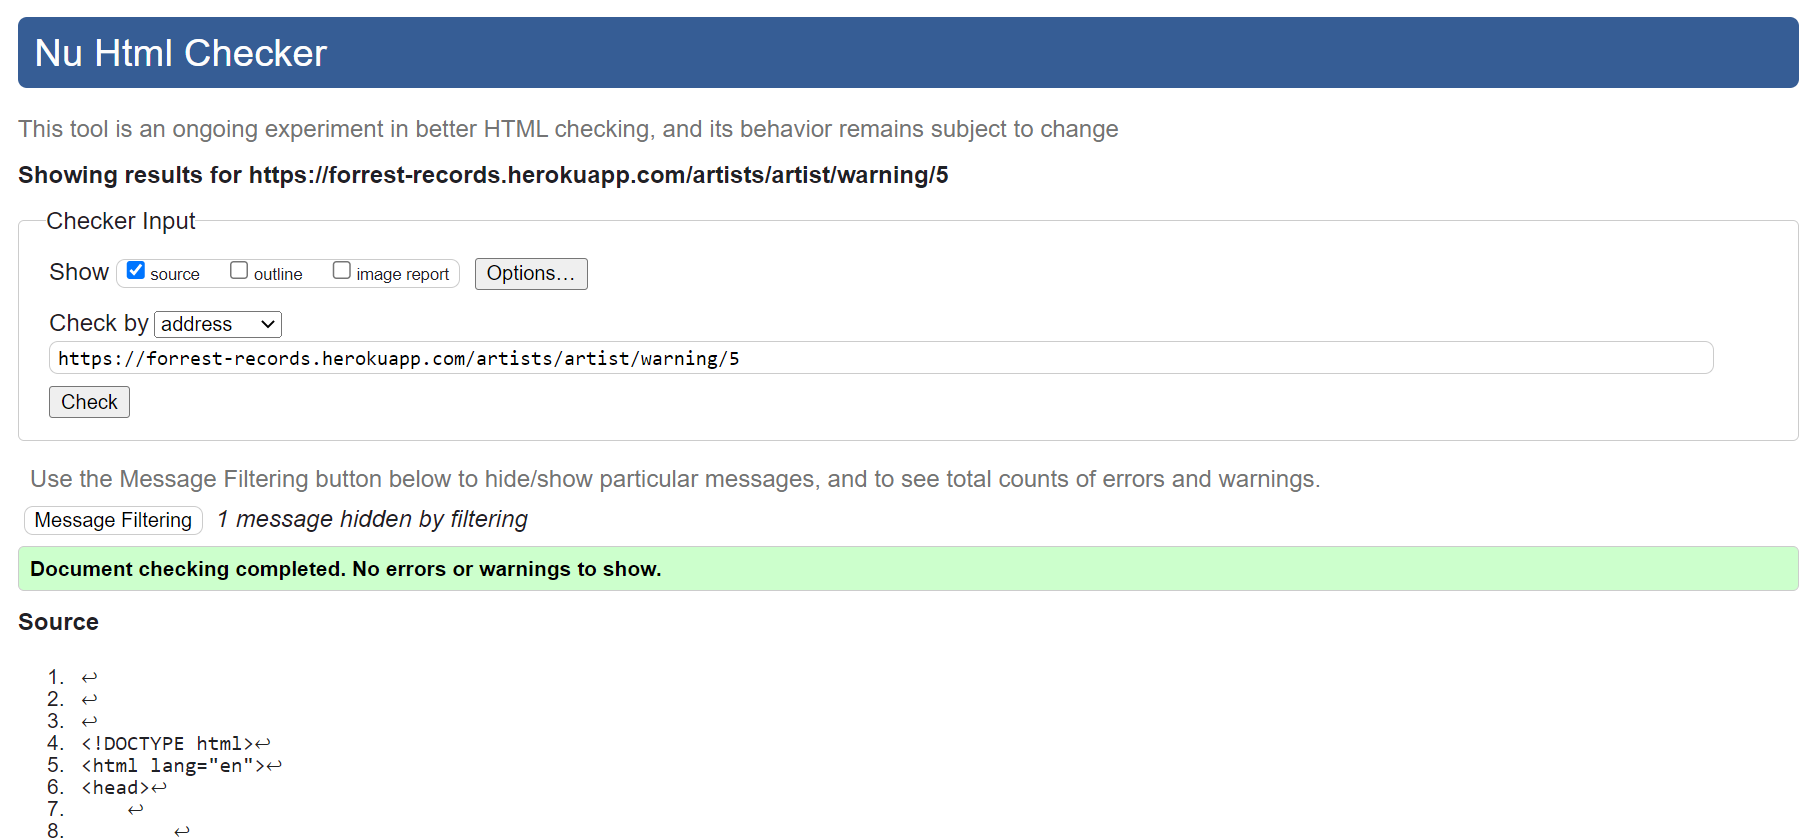 Nu Html Checker
This tool is an ongoing experiment in better HTML checking, and its behavior remains subject to change
Showing results for https://forrest-records.herokuapp.com/artists/artist/warning/5
Checker Input
Show source outline image report Options...
Check by address
https://forrest-records.herokuapp.com/artists/artist/warning/5
Check
Use the Message Filtering button below to hide/show particular messages, and to see total counts of errors and warnings.
Message Filtering 1 message hidden by filtering
Document checking completed. No errors or warnings to show.
Source
1. ↩
2. ↩
3. ↩
4. <!DOCTYPE html>↩
5. <html lang="en">↩
6. <head>↩
7. ↩
8. ↩